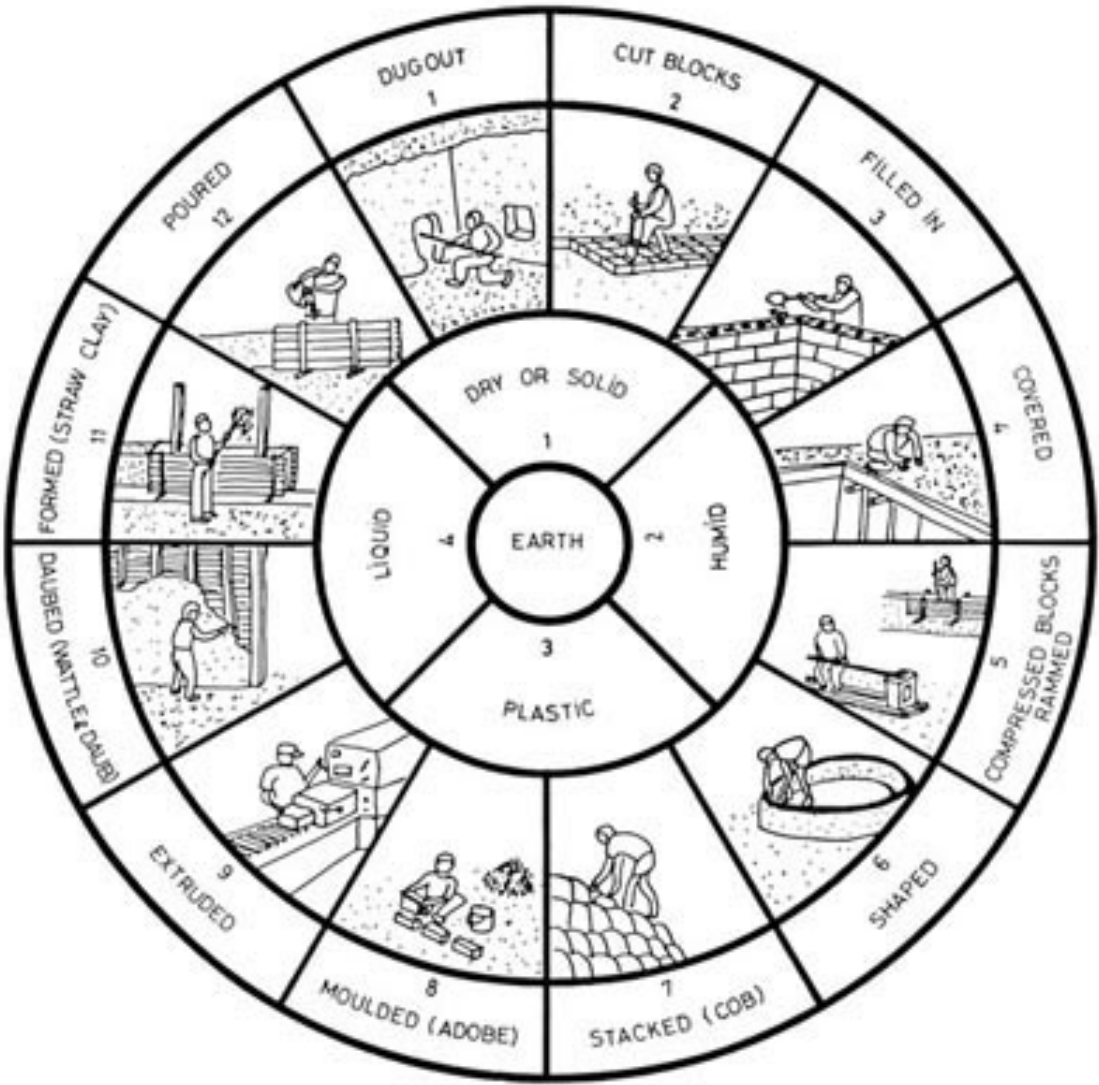 DUGOUT
1
CUT BLOCKS
2
FILLED IN
3
COVERED
4
COMPRESSED BLOCKS
RAMMED
5
SHAPED
6
STACKED (COB)
7
MOULDED (ADOBE)
8
EXTRUDED
9
DAUBED (WATTLE & DAUB)
10
FORMED (STRAW CLAY)
11
POURED
12
DRY OR SOLID
1
HUMID
2
PLASTIC
3
LIQUID
4
EARTH